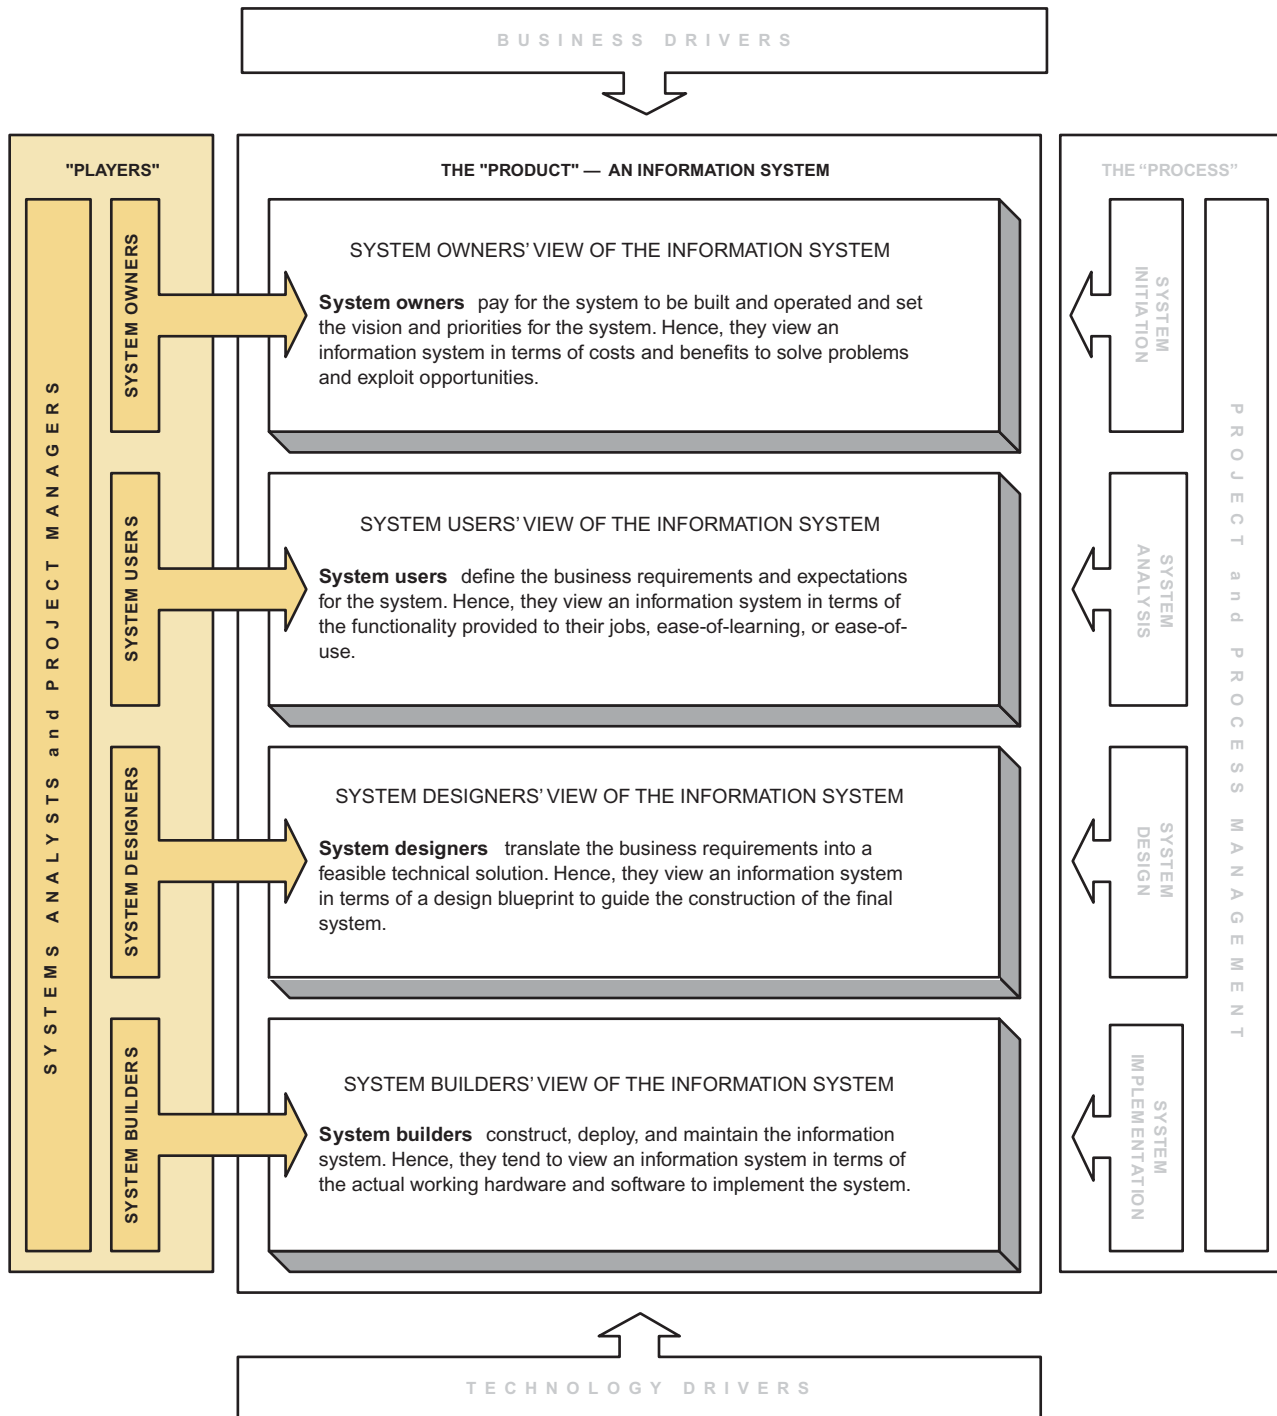 BUSINESS DRIVERS
"PLAYERS"
SYSTEMS ANALYSTS and PROJECT MANAGERS
SYSTEM OWNERS
SYSTEM USERS
SYSTEM DESIGNERS
SYSTEM BUILDERS
THE "PRODUCT" — AN INFORMATION SYSTEM
SYSTEM OWNERS' VIEW OF THE INFORMATION SYSTEM
System owners pay for the system to be built and operated and set
the vision and priorities for the system. Hence, they view an
information system in terms of costs and benefits to solve problems
and exploit opportunities.
SYSTEM USERS' VIEW OF THE INFORMATION SYSTEM
System users define the business requirements and expectations
for the system. Hence, they view an information system in terms of
the functionality provided to their jobs, ease-of-learning, or ease-of-
use.
SYSTEM DESIGNERS' VIEW OF THE INFORMATION SYSTEM
System designers translate the business requirements into a
feasible technical solution. Hence, they view an information system
in terms of a design blueprint to guide the construction of the final
system.
SYSTEM BUILDERS' VIEW OF THE INFORMATION SYSTEM
System builders construct, deploy, and maintain the information
system. Hence, they tend to view an information system in terms of
the actual working hardware and software to implement the system.
THE “PROCESS”
SYSTEM
INITIATION
SYSTEM
ANALYSIS
SYSTEM
DESIGN
SYSTEM
IMPLEMENTATION
PROJECT and PROCESS MANAGEMENT
TECHNOLOGY DRIVERS